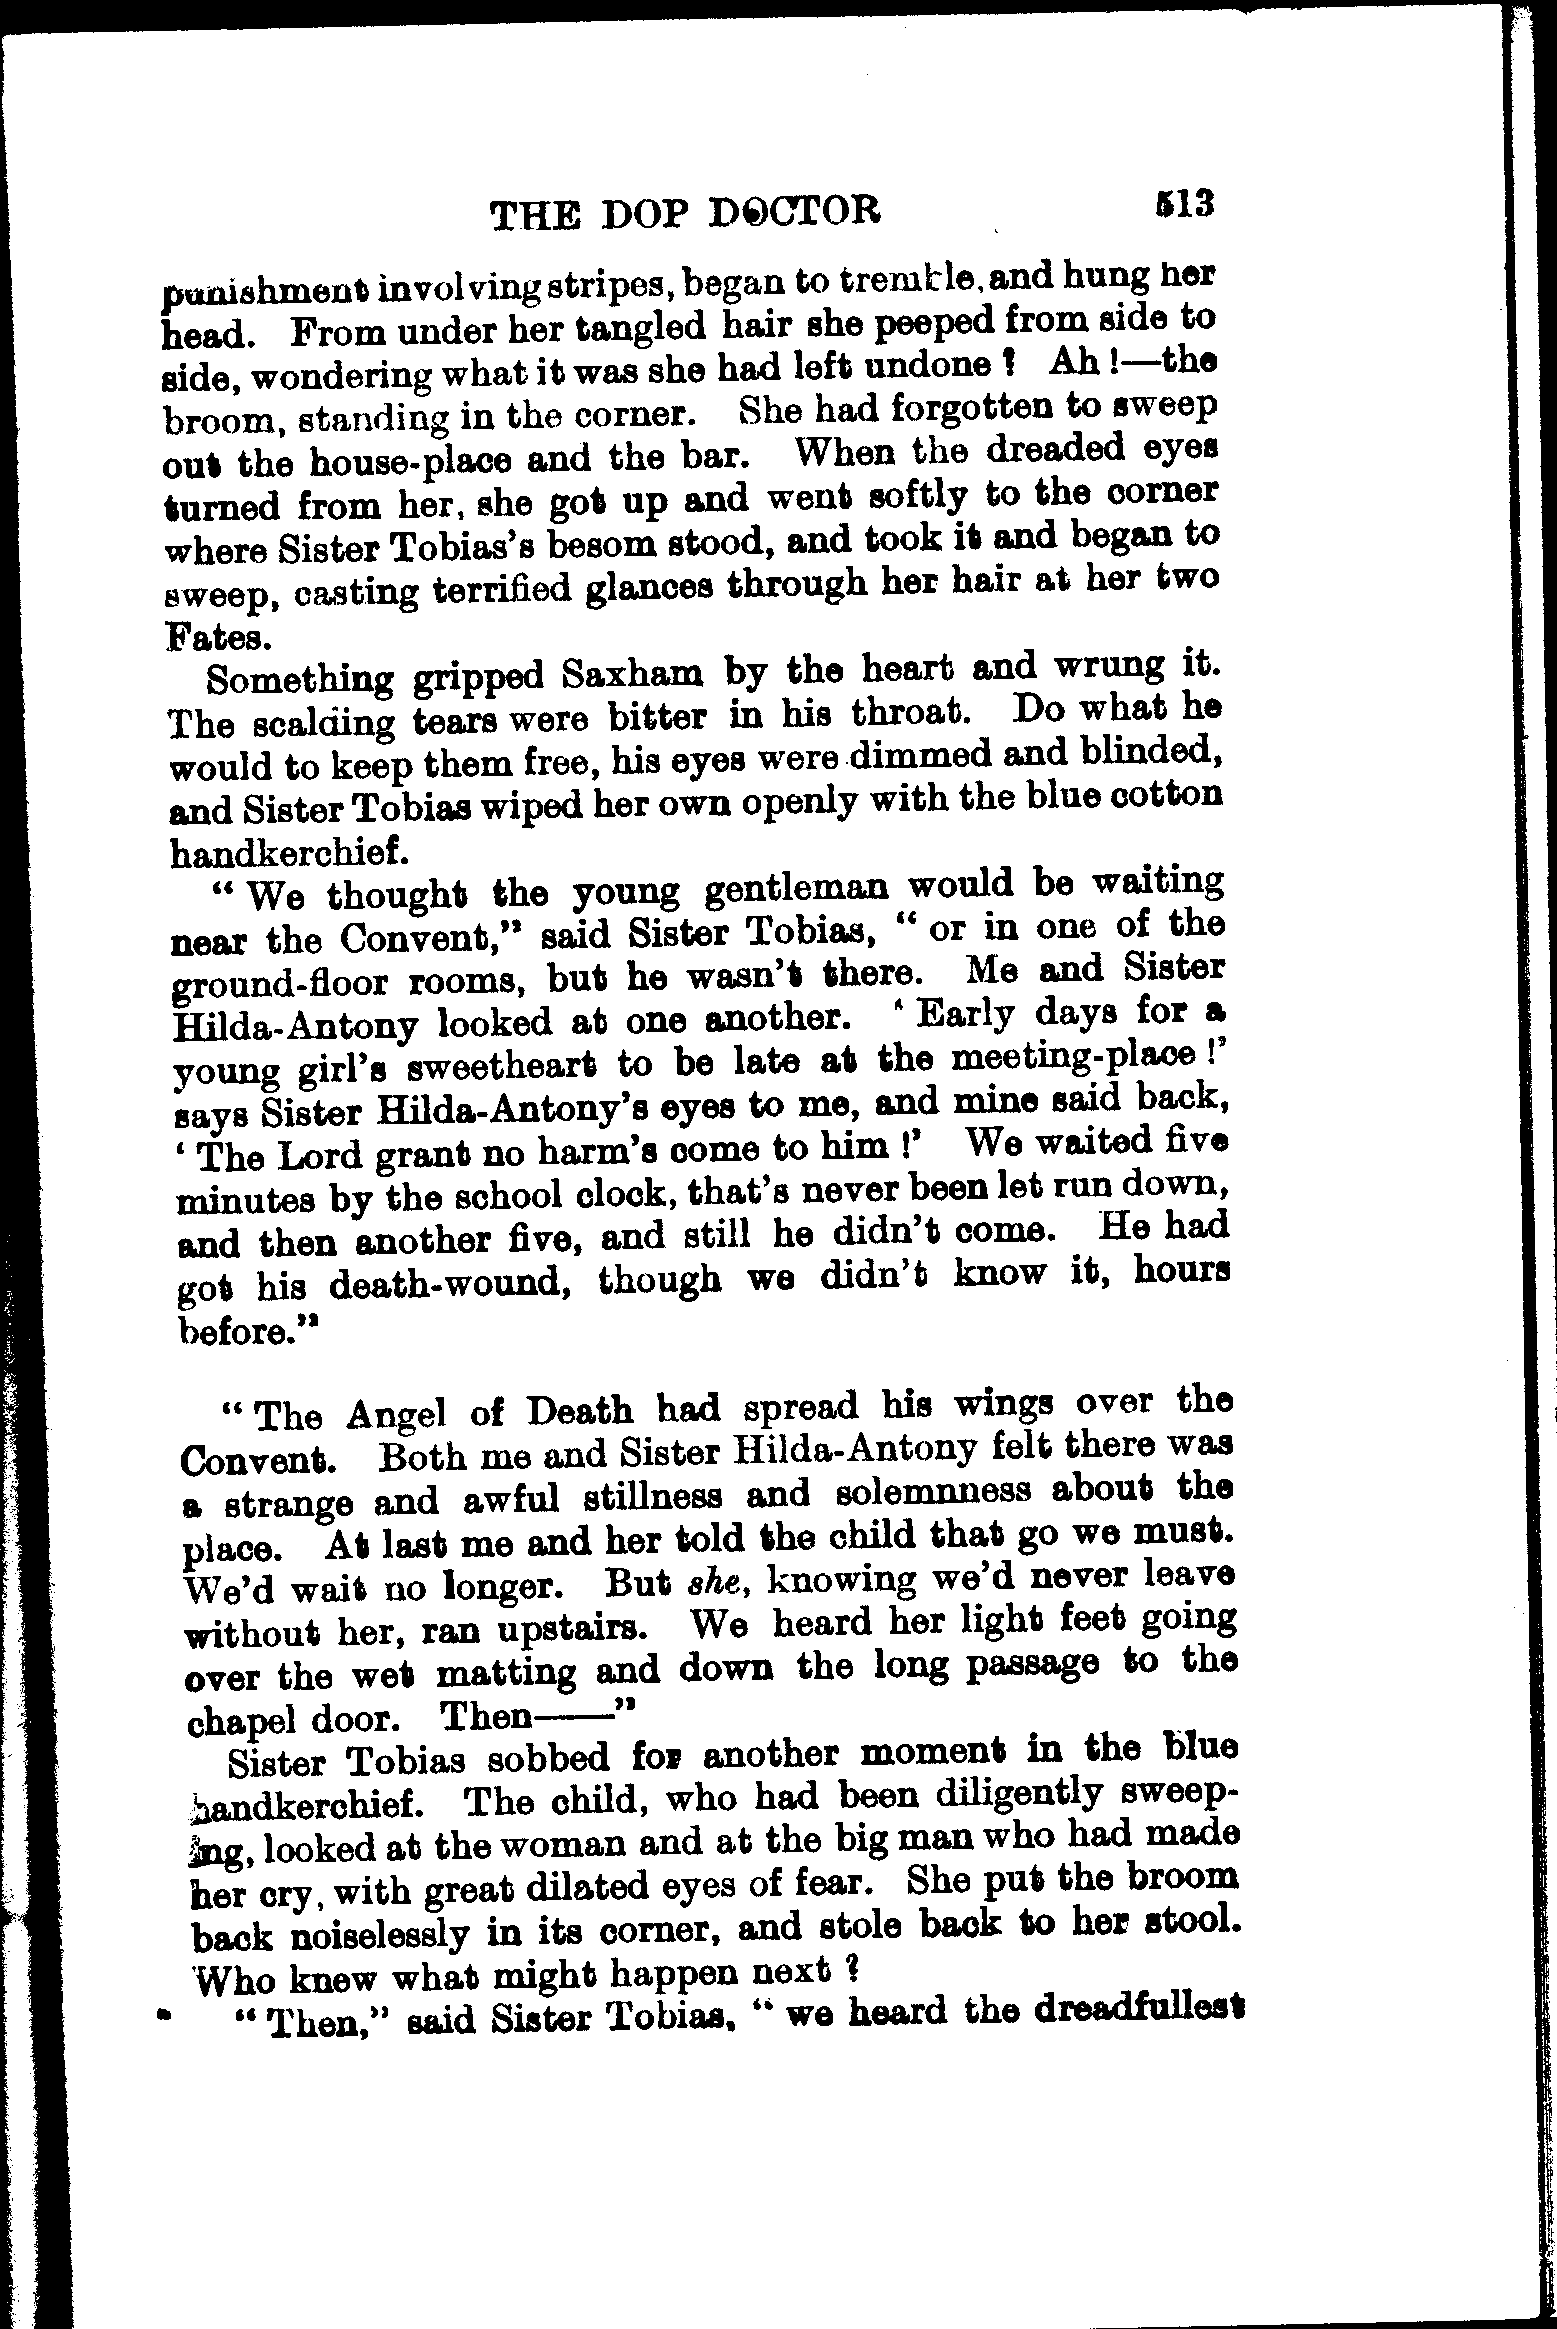 THE DOP DOCTOR 513
punishment involving stripes, began to tremble, and hung her
head. From under her tangled hair she peeped from side to
side, wondering what it was she had left undone ? Ah !—the
broom, standing in the corner. She had forgotten to sweep
out the house-place and the bar. When the dreaded eyes
turned from her, she got up and went softly to the corner
where Sister Tobias's besom stood, and took it and began to
sweep, casting terrified glances through her hair at her two
Fates.
Something gripped Saxham by the heart and wrung it.
The scalding tears were bitter in his throat. Do what he
would to keep them free, his eyes were dimmed and blinded,
and Sister Tobias wiped her own openly with the blue cotton
handkerchief.
“ We thought the young gentleman would be waiting
near the Convent,” said Sister Tobias, “ or in one of the
ground-floor rooms, but he wasn't there. Me and Sister
Hilda-Antony looked at one another. ‘ Early days for a
young girl's sweetheart to be late at the meeting-place !’
says Sister Hilda-Antony's eyes to me, and mine said back,
‘ The Lord grant no harm's come to him !’ We waited five
minutes by the school clock, that's never been let run down,
and then another five, and still he didn't come. He had
got his death-wound, though we didn't know it, hours
before.”
“ The Angel of Death had spread his wings over the
Convent. Both me and Sister Hilda-Antony felt there was
a strange and awful stillness and solemnness about the
place. At last me and her told the child that go we must.
We'd wait no longer. But she, knowing we'd never leave
without her, ran upstairs. We heard her light feet going
over the wet matting and down the long passage to the
chapel door. Then——”
Sister Tobias sobbed for another moment in the blue
handkerchief. The child, who had been diligently sweep-
ing, looked at the woman and at the big man who had made
her cry, with great dilated eyes of fear. She put the broom
back noiselessly in its corner, and stole back to her stool.
Who knew what might happen next ?
“ Then,” said Sister Tobias, “ we heard the dreadfullest